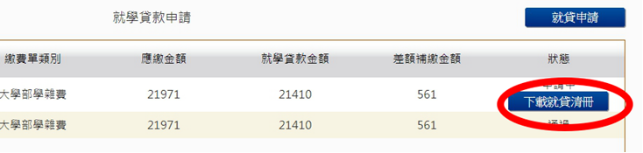 就學貸款申請 就貸申請
繳費單類別 應繳金額 就學貸款金額 差額補繳金額 狀態
大學部學雜費 21971 21410 561 申請中
下載就貸清冊
大學部學雜費 21971 21410 561